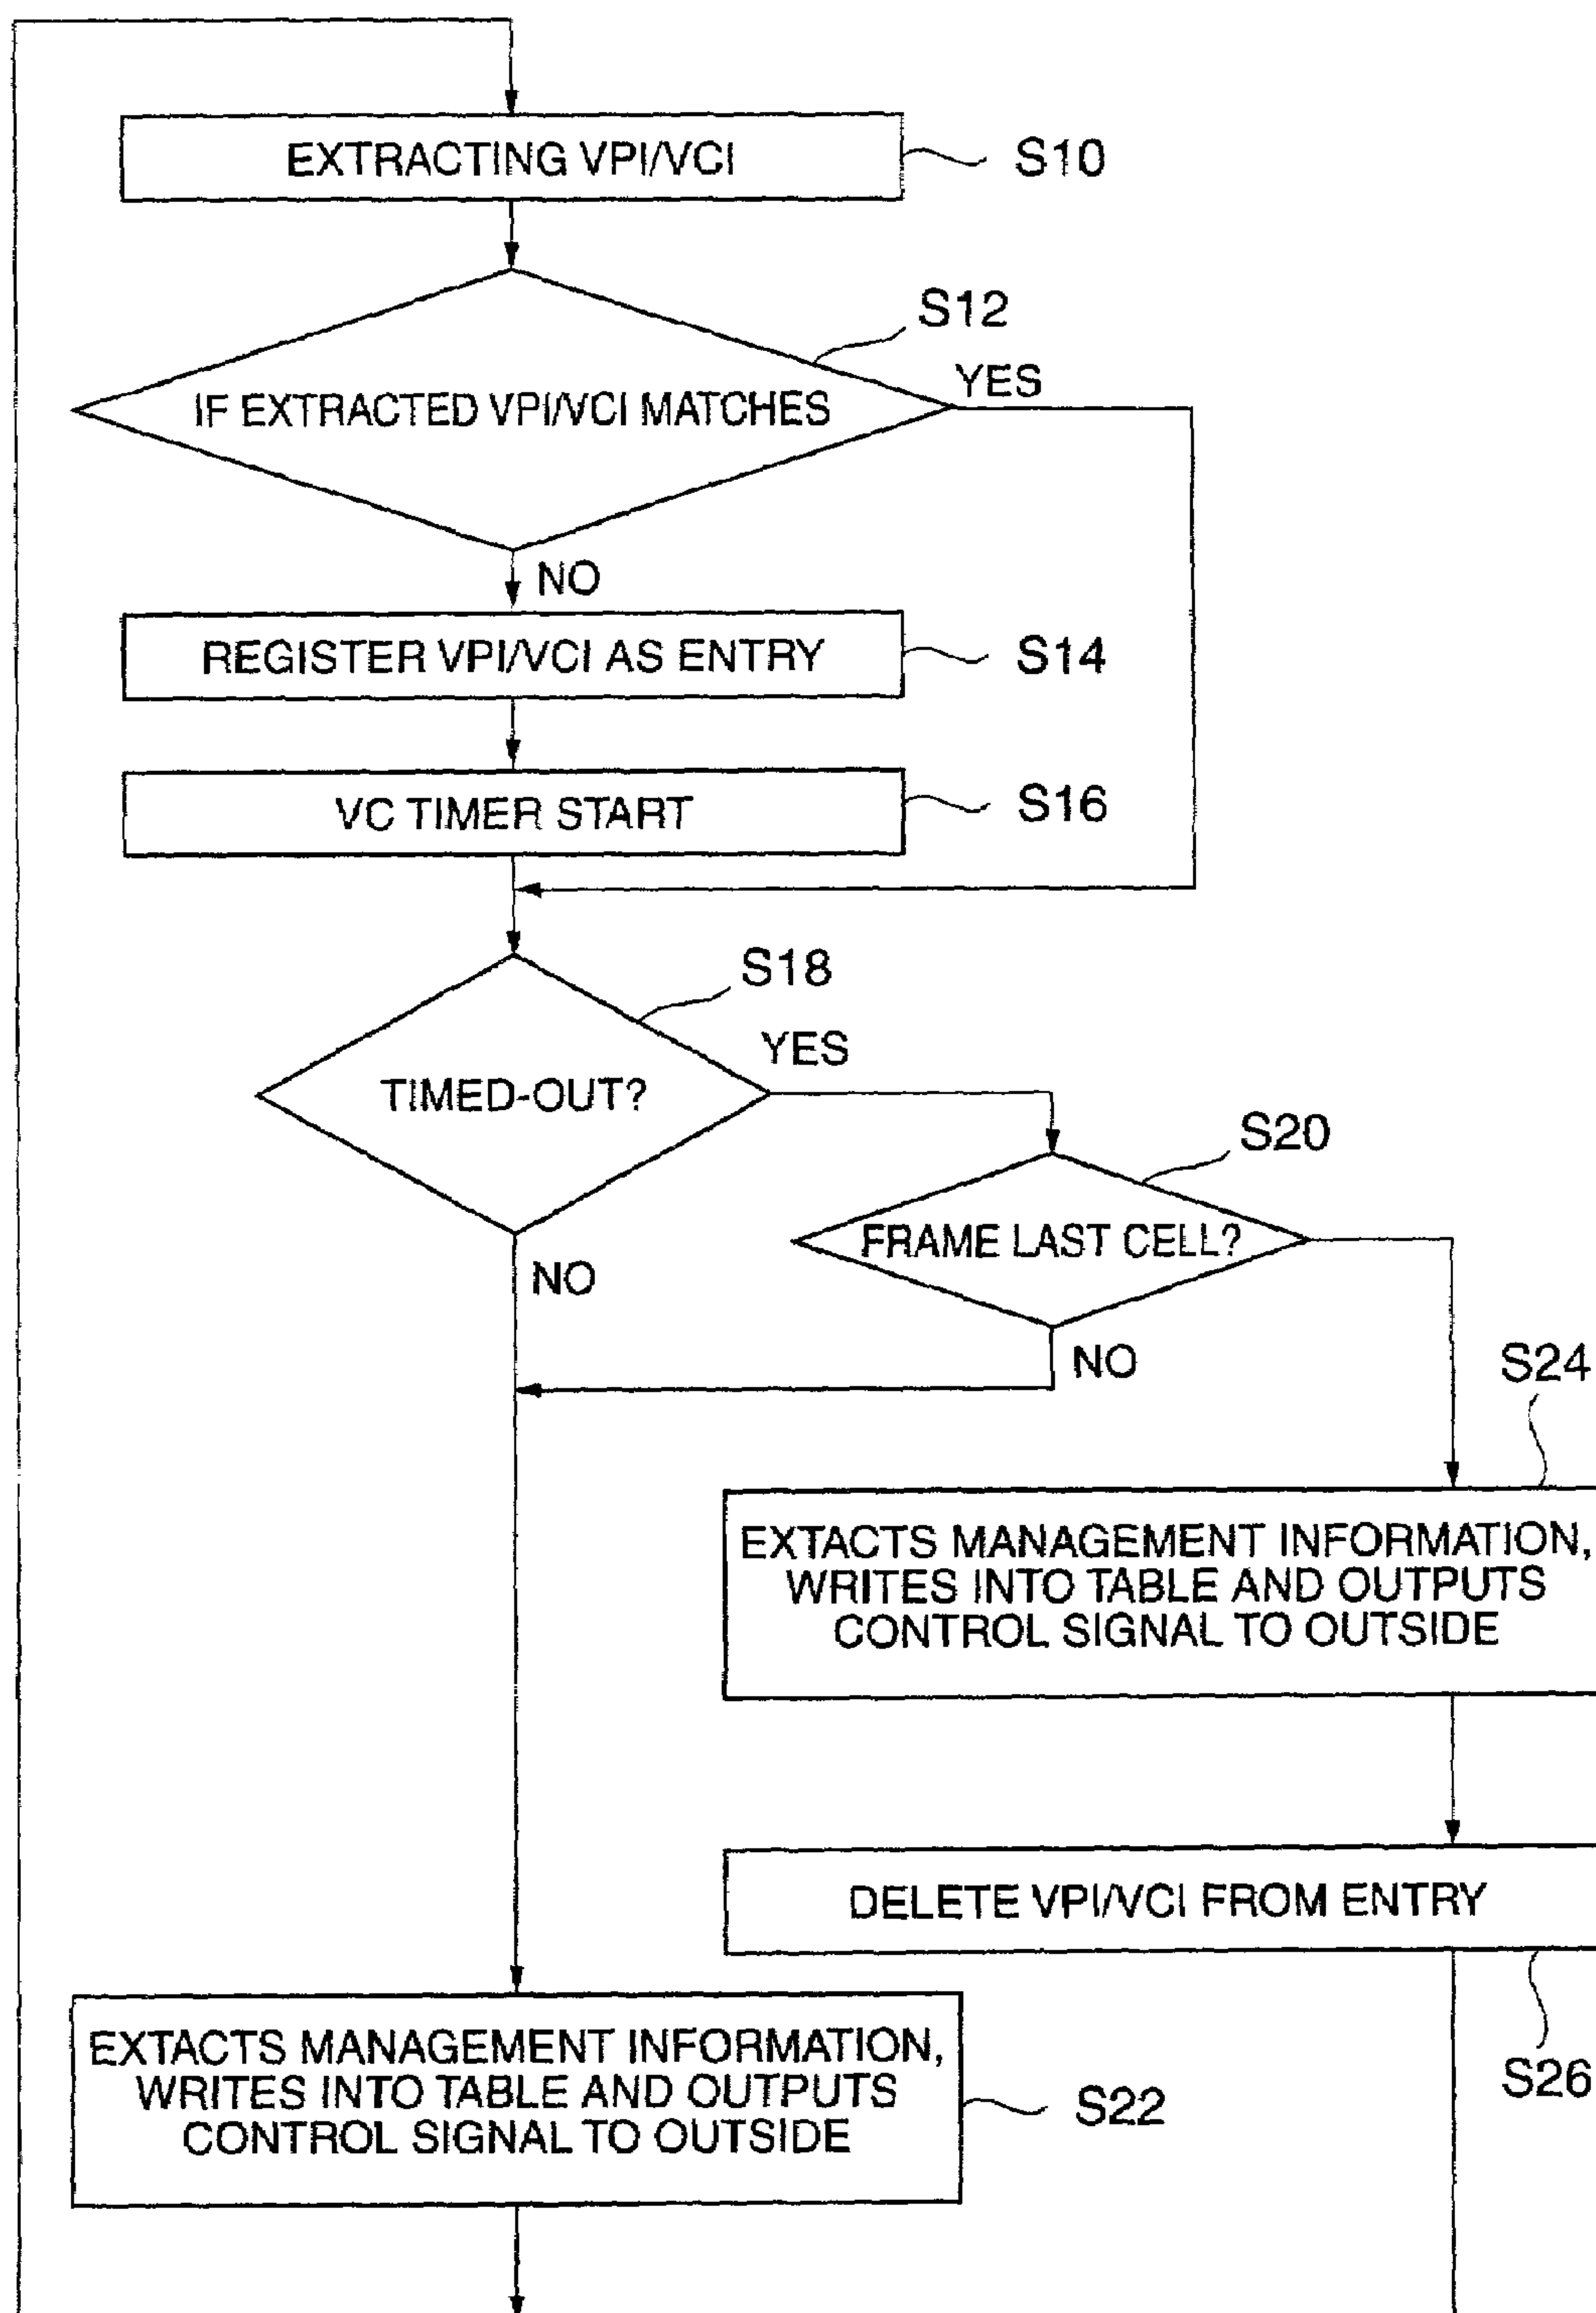 EXTRACTING VPI/VCI
S10
S12
YES
IF EXTRACTED VPI/VCI MATCHES
NO
REGISTER VPI/VCI AS ENTRY
S14
VC TIMER START
S16
S18
YES
TIMED-OUT?
S20
FRAME LAST CELL?
NO
NO
S24
EXTACTS MANAGEMENT INFORMATION,
WRITES INTO TABLE AND OUTPUTS
CONTROL SIGNAL TO OUTSIDE
DELETE VPI/VCI FROM ENTRY
S26
EXTACTS MANAGEMENT INFORMATION,
WRITES INTO TABLE AND OUTPUTS
CONTROL SIGNAL TO OUTSIDE
S22